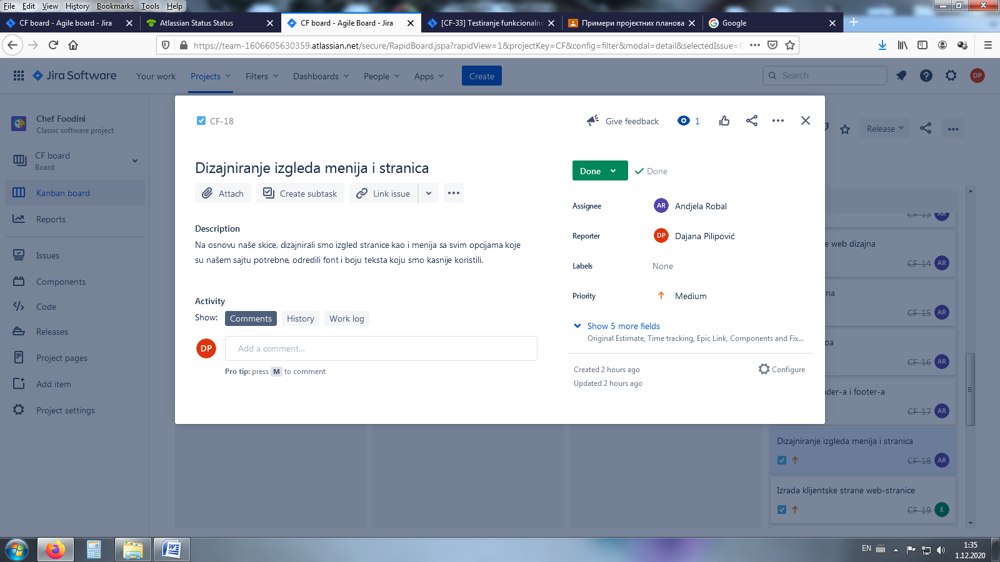 File Edit View History Bookmarks Tools Help
CF board - Agile board - Jira
Atlassian Status Status
CF board - Agile Board - Jira
[CF-33] Testiranje funkcionalno
Примери пројектних планова
Google
https://team-1606605630359.atlassian.net/secure/RapidBoard.jspa?rapidView=1&projectKey=CF&config=filter&modal=detail&selectedIssue=C
Jira Software
Your work
Projects
Filters
Dashboards
People
Apps
Create
Search
DP
Chef Foodini
Classic software project
CF board
Board
Kanban board
Reports
Issues
Components
Code
Releases
Project pages
Add item
Project settings
CF-18
Give feedback
1
Dizajniranje izgleda menija i stranica
Attach
Create subtask
Link issue
Description
Na osnovu naše skice, dizajnirali smo izgled stranice kao i menija sa svim opcijama koje
su našem sajtu potrebne, odredili font i boju teksta koju smo kasnije koristili.
Activity
Show:
Comments
History
Work log
DP
Add a comment...
Pro tip: press M to comment
Done
Done
Assignee
AR Andjela Robal
Reporter
DP Dajana Pilipović
Labels
None
Priority
Medium
Show 5 more fields
Original Estimate, Time tracking, Epic Link, Components and Fix...
Created 2 hours ago
Updated 2 hours ago
Configure
Release
CF-13 AR
e web dizajna
CF-14 AR
na
CF-15 AR
oa
CF-16 AR
der-a i footer-a
CF-17 AR
Dizajniranje izgleda menija i stranica
CF-18 AR
Izrada klijentske strane web-stranice
CF-19 E
EN
1:35
1.12.2020